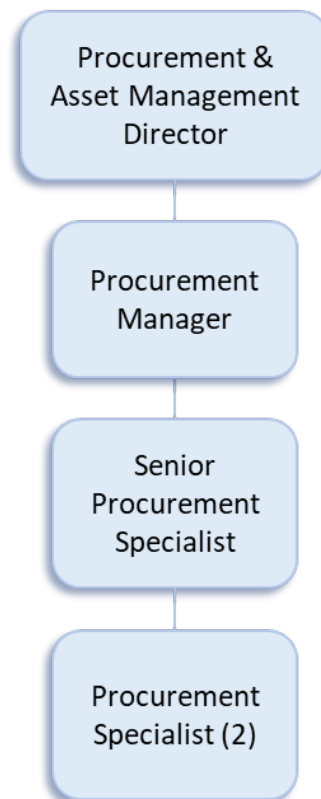 Procurement &
Asset Management
Director
Procurement
Manager
Senior
Procurement
Specialist
Procurement
Specialist (2)